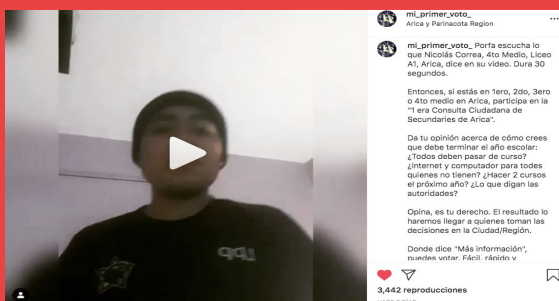 mi_primer_voto_
Arica y Parinacota Region
mi_primer_voto_ Porfa escucha lo
que Nicolás Correa, 4to Medio, Liceo
A1, Arica, dice en su video. Dura 30
segundos.
Entonces, si estás en 1ero, 2do, 3ero
o 4to medio en Arica, participa en la
"1 era Consulta Ciudadana de
Secundaries de Arica".
Da tu opinión acerca de cómo crees
que debe terminar el año escolar:
¿Todos deben pasar de curso?
¿Internet y computador para todes
quienes no tienen? ¿Hacer 2 cursos
el próximo año? ¿Lo que digan las
autoridades?
Opina, es tu derecho. El resultado lo
haremos llegar a quienes toman las
decisiones en la Ciudad/Región.
Donde dice "Más información",
puedes votar. Fácil, rápido y
3,442 reproducciones